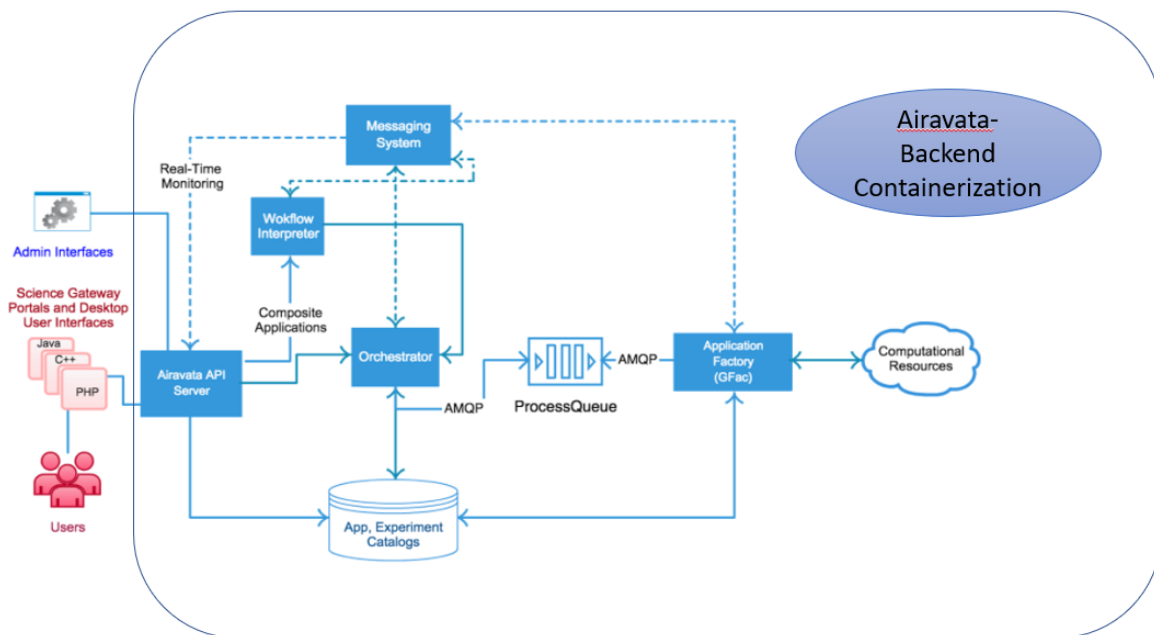 Airavata-
Backend
Containerization
Messaging
System
Real-Time
Monitoring
Wokflow
Interpreter
Admin Interfaces
Science Gateway
Portals and Desktop
User Interfaces
Composite
Applications
Java
C++
PHP
Airavata API
Server
Orchestrator
AMQP
ProcessQueue
AMQP
Application
Factory
(GFac)
Computational
Resources
Users
App, Experiment
Catalogs